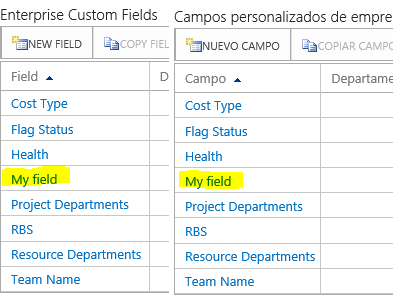 Enterprise Custom Fields
NEW FIELD COPY FIEL
Field D
Cost Type
Flag Status
Health
My field
Project Departments
RBS
Resource Departments
Team Name
Campos personalizados de empre
NUEVO CAMPO COPIAR CAMPO
Campo Departame
Cost Type
Flag Status
Health
My field
Project Departments
RBS
Resource Departments
Team Name